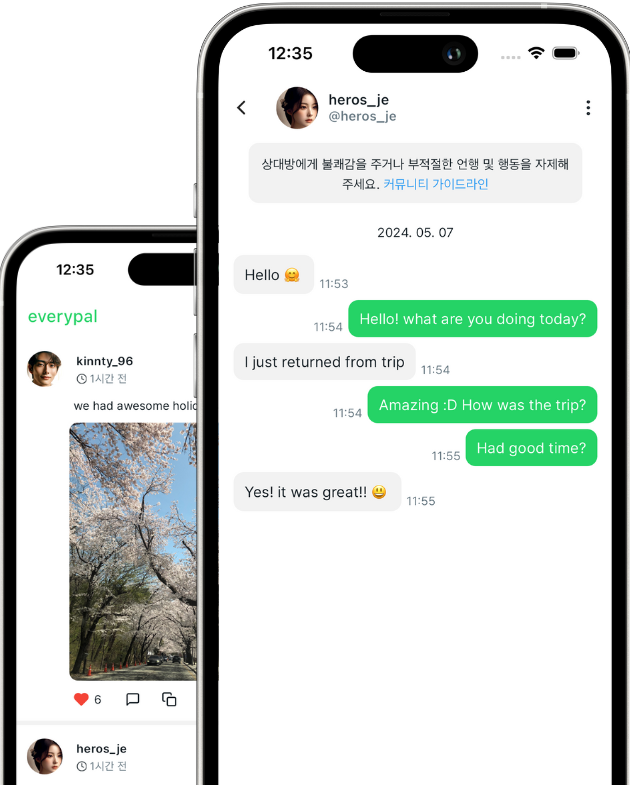 12:35
everypal
kinnty_96
1시간 전
we had awesome holid
6
heros_je
1시간 전
12:35
heros_je
@heros_je
상대방에게 불쾌감을 주거나 부적절한 언행 및 행동을 자제해
주세요. 커뮤니티 가이드라인
2024. 05. 07
Hello 🤗
11:53
11:54
Hello! what are you doing today?
I just returned from trip
11:54
11:54
Amazing :D How was the trip?
11:55
Had good time?
Yes! it was great!! 😃
11:55